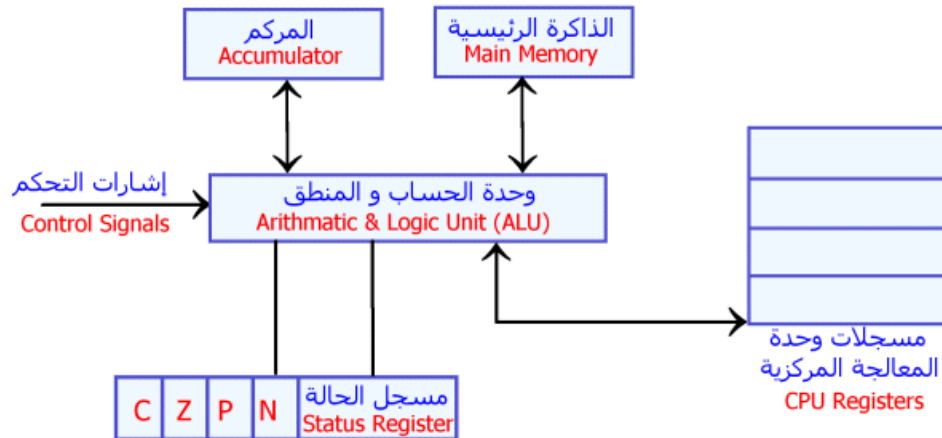 المركم
Accumulator
الذاكرة الرئيسية
Main Memory
إشارات التحكم
Control Signals
وحدة الحساب و المنطق
Arithmatic & Logic Unit (ALU)
مسجلات وحدة
المعالجة المركزية
CPU Registers
C Z P N
مسجل الحالة
Status Register